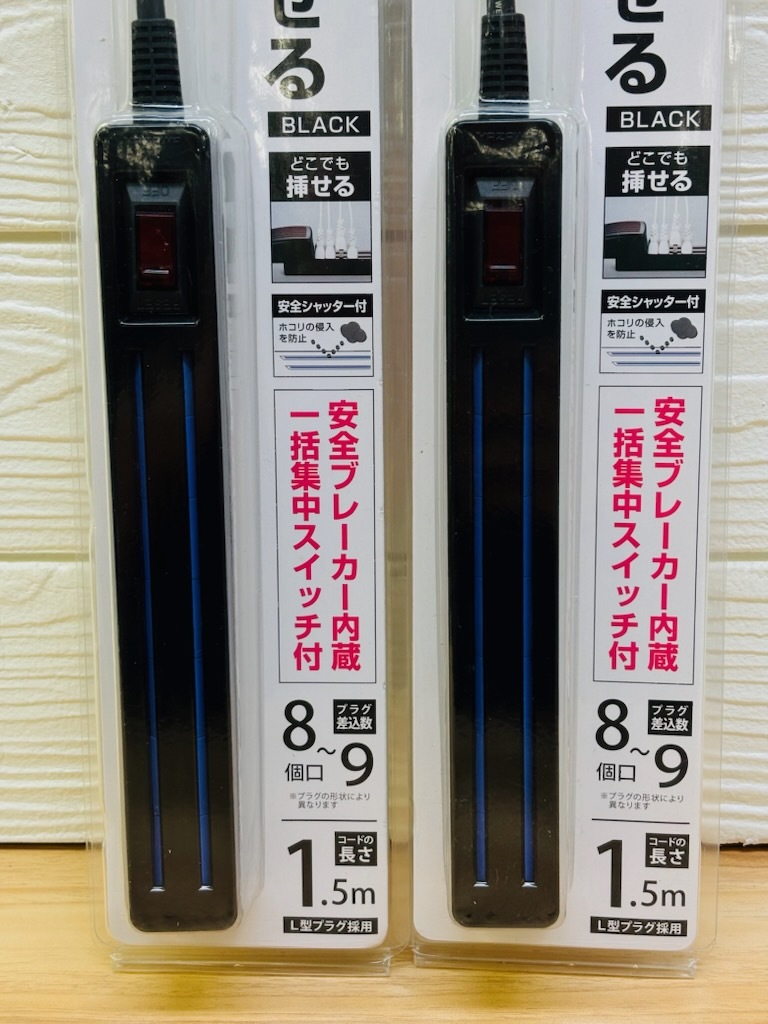 せる
BLACK
どこでも
挿せる
安全シャッター付
ホコリの侵入
を防止
安全ブレーカー内蔵
一括集中スイッチ付
8～9
個口
プラグ
差込数
※プラグの形状により
異なります
1.5m
コードの
長さ
L型プラグ採用
せる
BLACK
どこでも
挿せる
安全シャッター付
ホコリの侵入
を防止
安全ブレーカー内蔵
一括集中スイッチ付
8～9
個口
プラグ
差込数
※プラグの形状により
異なります
1.5m
コードの
長さ
L型プラグ採用